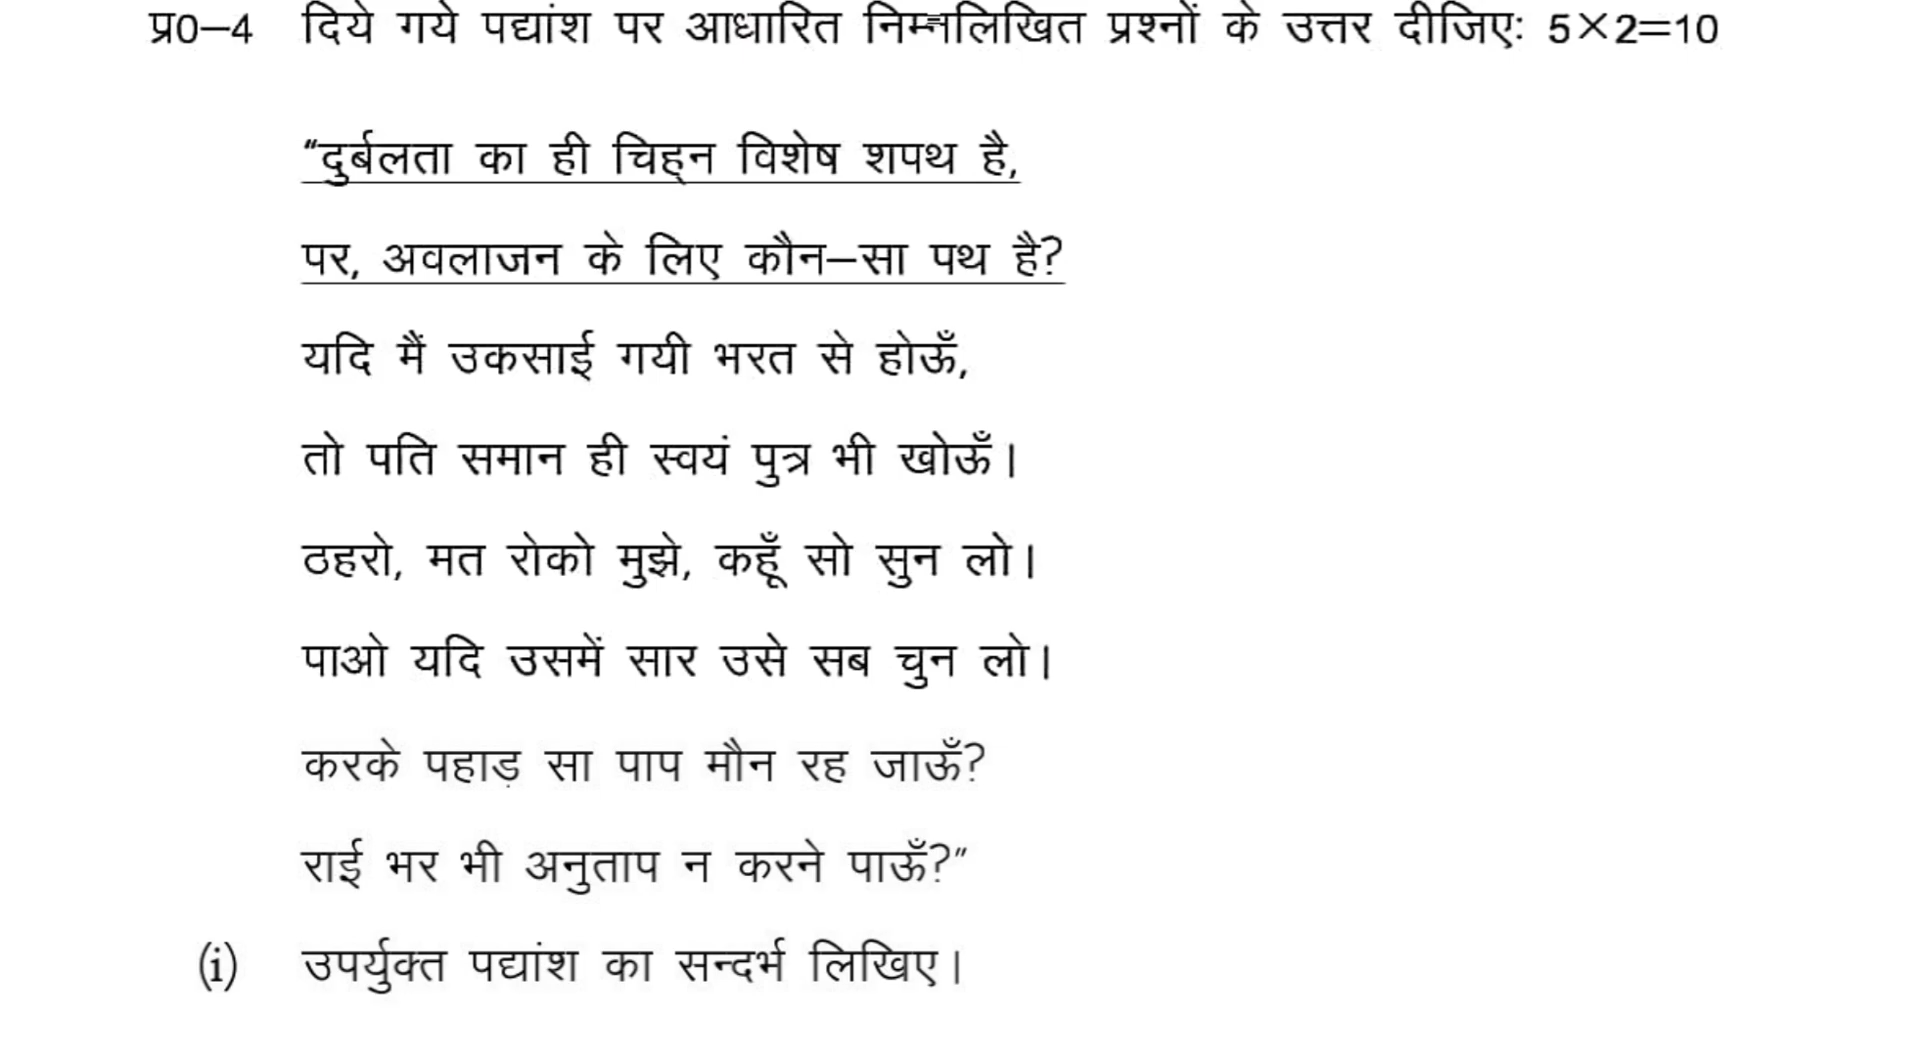 प्र0–4 दिये गये पद्यांश पर आधारित निम्नलिखित प्रश्नों के उत्तर दीजिए: 5×2=10
“दुर्बलता का ही चिह्न विशेष शपथ है,
पर, अवलाजन के लिए कौन–सा पथ है?
यदि मैं उकसाई गयी भरत से होऊँ,
तो पति समान ही स्वयं पुत्र भी खोऊँ।
ठहरो, मत रोको मुझे, कहूँ सो सुन लो।
पाओ यदि उसमें सार उसे सब चुन लो।
करके पहाड़ सा पाप मौन रह जाऊँ?
राई भर भी अनुताप न करने पाऊँ?”
(i) उपर्युक्त पद्यांश का सन्दर्भ लिखिए।